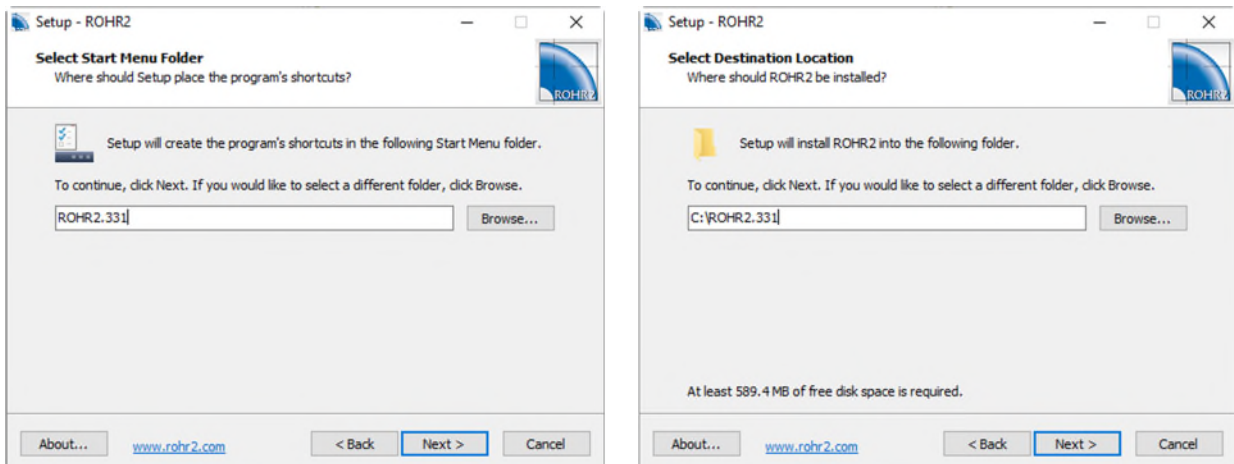 Setup - ROHR2
Select Start Menu Folder
Where should Setup place the program's shortcuts?
ROHR2
Setup will create the program's shortcuts in the following Start Menu folder.
To continue, click Next. If you would like to select a different folder, click Browse.
ROHR2.331
Browse...
About...
www.rohr2.com
< Back
Next >
Cancel
Setup - ROHR2
Select Destination Location
Where should ROHR2 be installed?
ROHR2
Setup will install ROHR2 into the following folder.
To continue, click Next. If you would like to select a different folder, click Browse.
C:\ROHR2.331
Browse...
At least 589.4 MB of free disk space is required.
About...
www.rohr2.com
< Back
Next >
Cancel